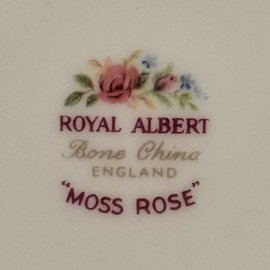 ROYAL ALBERT
Bone China
ENGLAND
"MOSS ROSE"